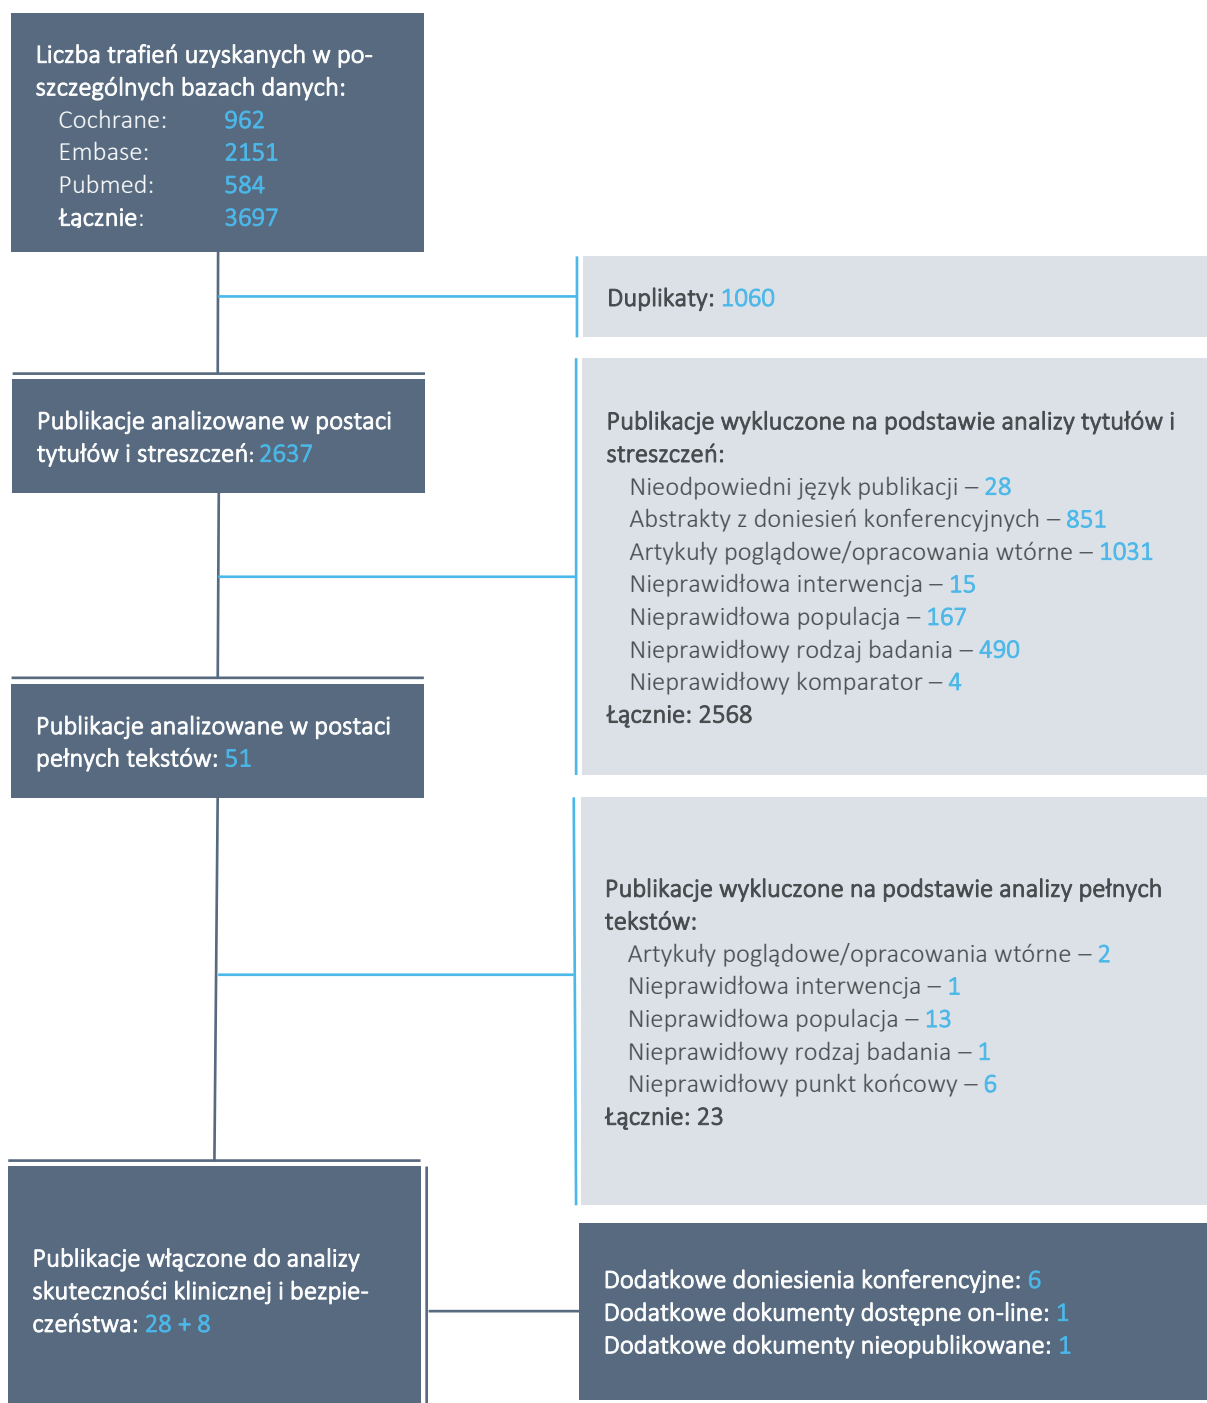 Liczba trafień uzyskanych w po-
szczególnych bazach danych:
Cochrane: 962
Embase: 2151
Pubmed: 584
Łącznie: 3697
Duplikaty: 1060
Publikacje analizowane w postaci
tytułów i streszczeń: 2637
Publikacje wykluczone na podstawie analizy tytułów i
streszczeń:
Nieodpowiedni język publikacji – 28
Abstrakty z doniesień konferencyjnych – 851
Artykuły poglądowe/opracowania wtórne – 1031
Nieprawidłowa interwencja – 15
Nieprawidłowa populacja – 167
Nieprawidłowy rodzaj badania – 490
Nieprawidłowy komparator – 4
Łącznie: 2568
Publikacje analizowane w postaci
pełnych tekstów: 51
Publikacje wykluczone na podstawie analizy pełnych
tekstów:
Artykuły poglądowe/opracowania wtórne – 2
Nieprawidłowa interwencja – 1
Nieprawidłowa populacja – 13
Nieprawidłowy rodzaj badania – 1
Nieprawidłowy punkt końcowy – 6
Łącznie: 23
Publikacje włączone do analizy
skuteczności klinicznej i bezpie-
czeństwa: 28 + 8
Dodatkowe doniesienia konferencyjne: 6
Dodatkowe dokumenty dostępne on-line: 1
Dodatkowe dokumenty nieopublikowane: 1